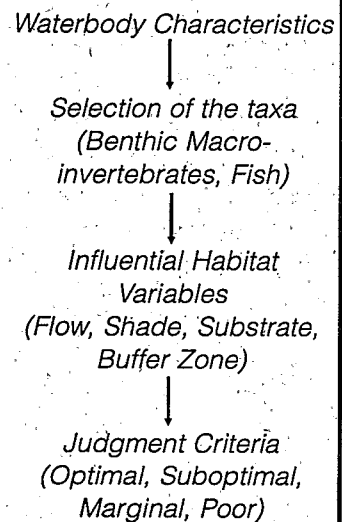 Waterbody Characteristics
Selection of the taxa
(Benthic Macro-
invertebrates, Fish)
Influential Habitat
Variables
(Flow, Shade, Substrate,
Buffer Zone)
Judgment Criteria
(Optimal, Suboptimal,
Marginal, Poor)